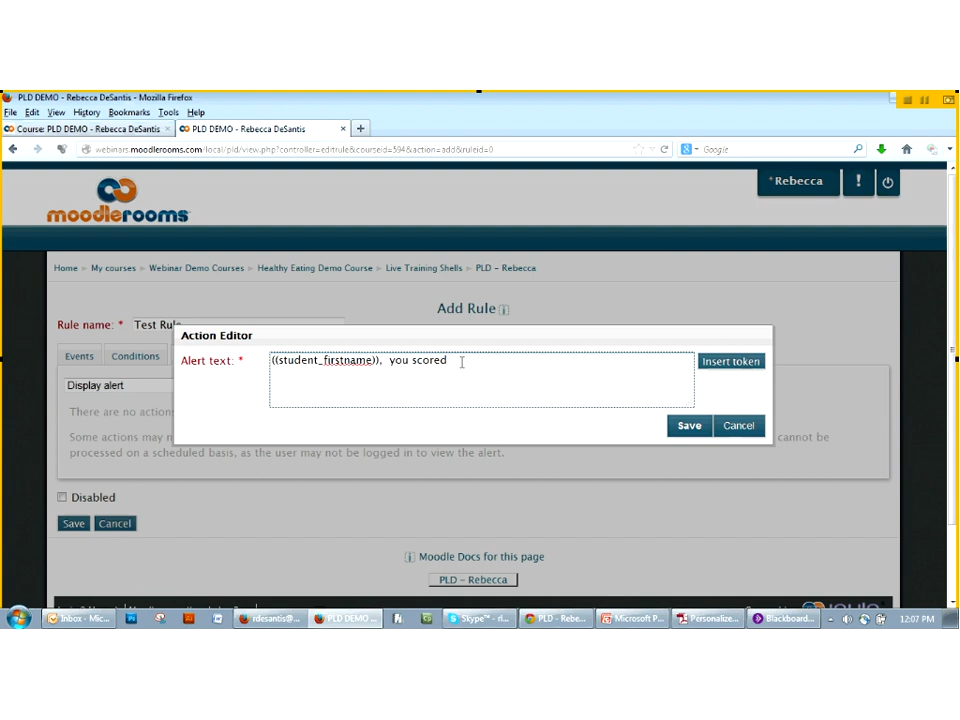 PLD DEMO - Rebecca DeSantis - Mozilla Firefox
File Edit View History Bookmarks Tools Help
Course: PLD DEMO - Rebecca DeSantis × PLD DEMO - Rebecca DeSantis × +
webinars.moodlerooms.com/local/pld/view.php?controller=editrule&courseid=594&action=add&ruleid=0 Google
moodlerooms
Rebecca !
Home ► My courses ► Webinar Demo Courses ► Healthy Eating Demo Course ► Live Training Shells ► PLD - Rebecca
Add Rule
Rule name: * Test Rule
Action Editor
Events Conditions
Alert text: * ((student_firstname)), you scored Insert token
Display alert
There are no action
Save Cancel
Some actions may n cannot be
processed on a scheduled basis, as the user may not be logged in to view the alert.
Disabled
Save Cancel
Moodle Docs for this page
PLD - Rebecca
Inbox - Mic... rdesantis@... PLD DEMO ... Skype™ - rl... PLD - Rebe... Microsoft P... Personalize... Blackboard... 12:07 PM